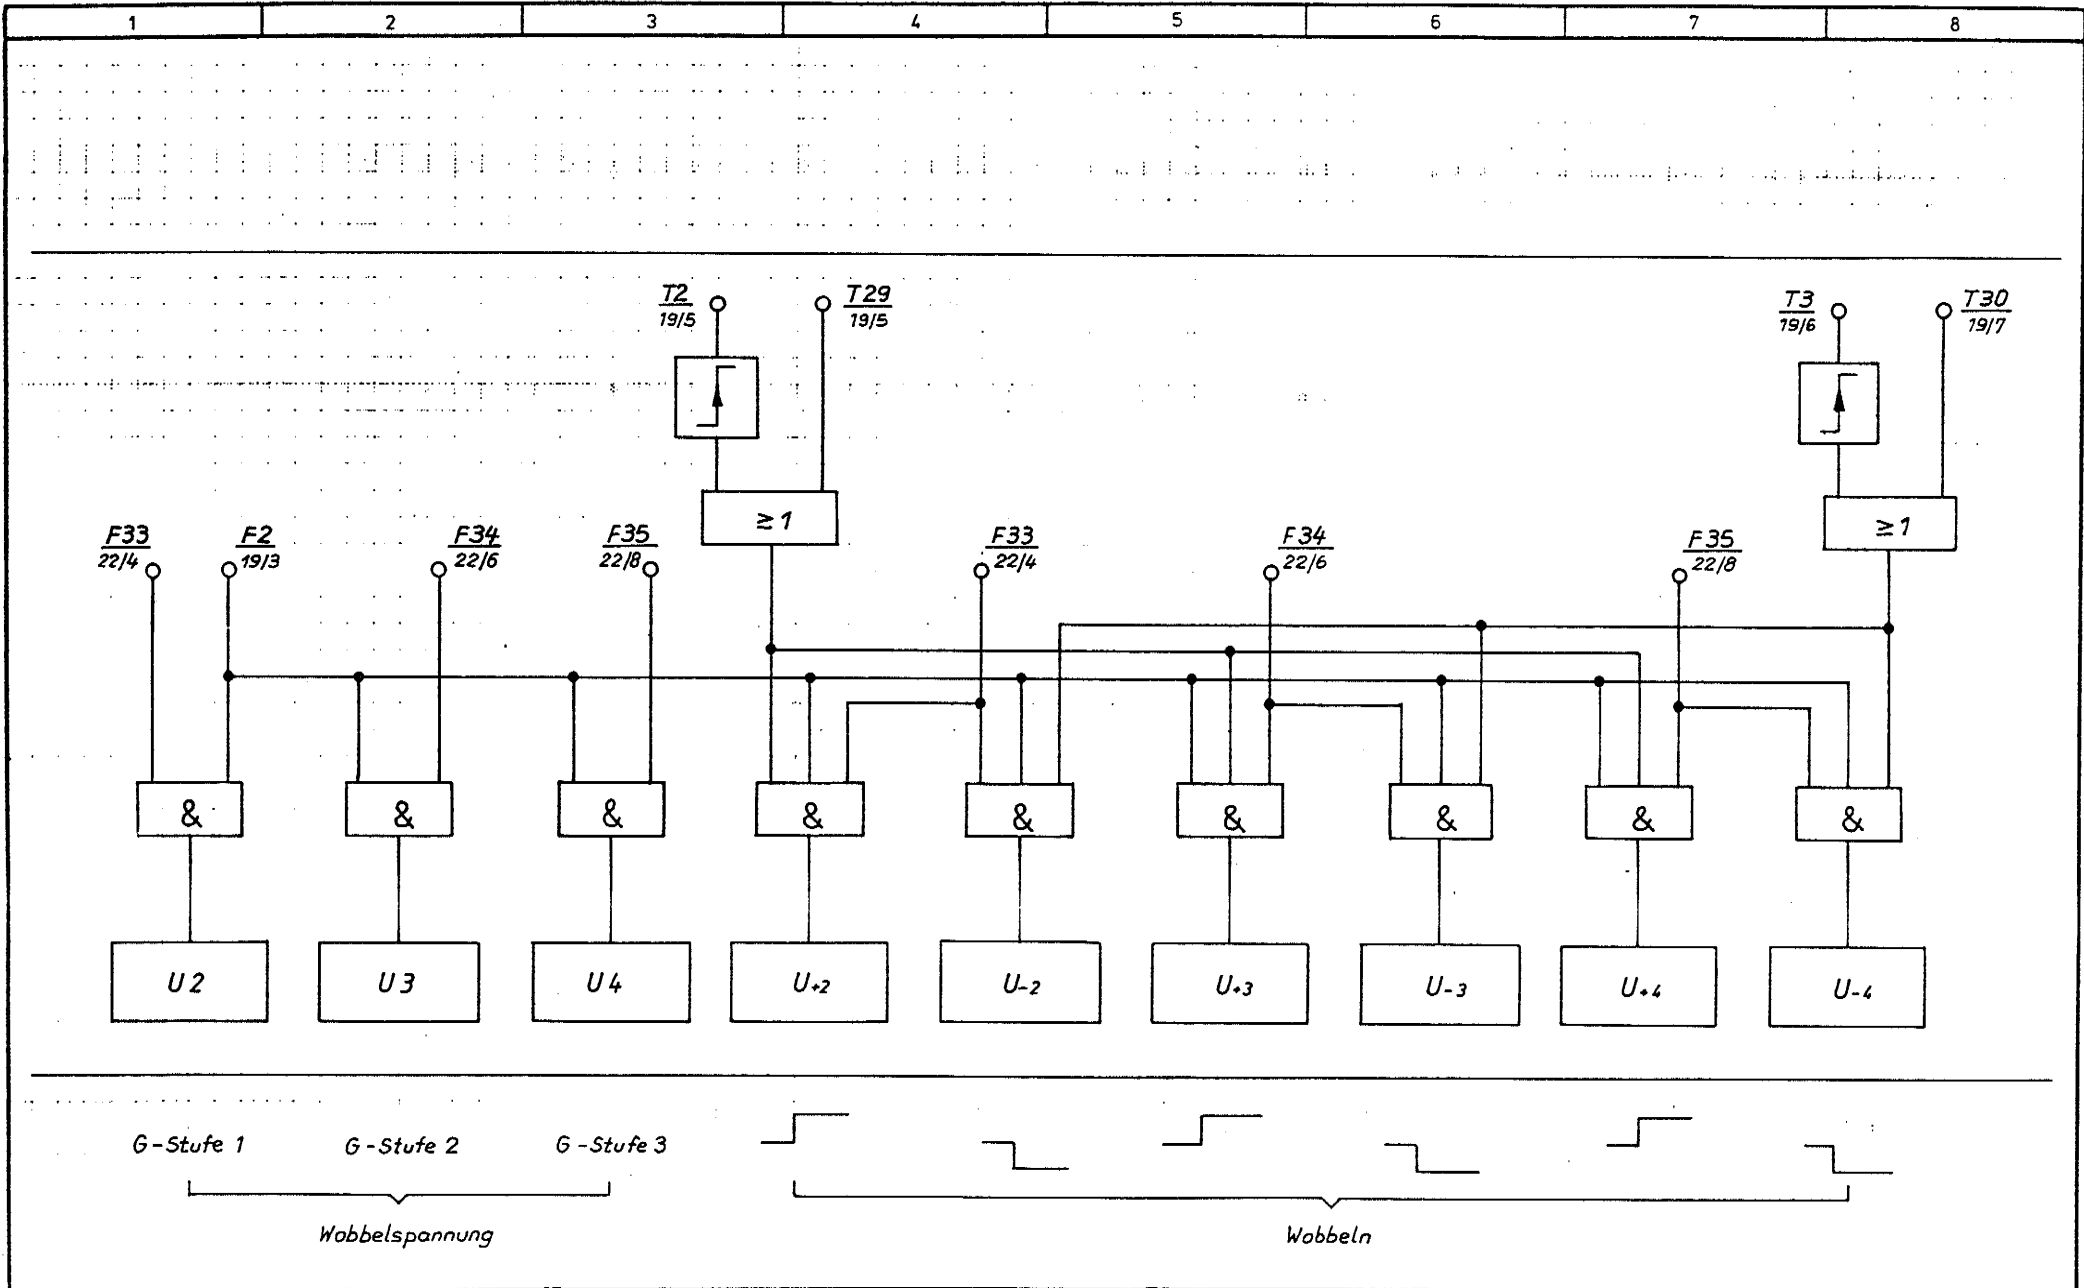 1 2 3 4 5 6 7 8
T2 T29 T3 T30
19/5 19/5 19/6 19/7
≥1 ≥1
F33 F2 F34 F35 F33 F34 F35
22/4 19/3 22/6 22/8 22/4 22/6 22/8
& & & & & & & & &
U2 U3 U4 U+2 U-2 U+3 U-3 U+4 U-4
G-Stufe 1 G-Stufe 2 G-Stufe 3
Wobbelspannung Wobbeln